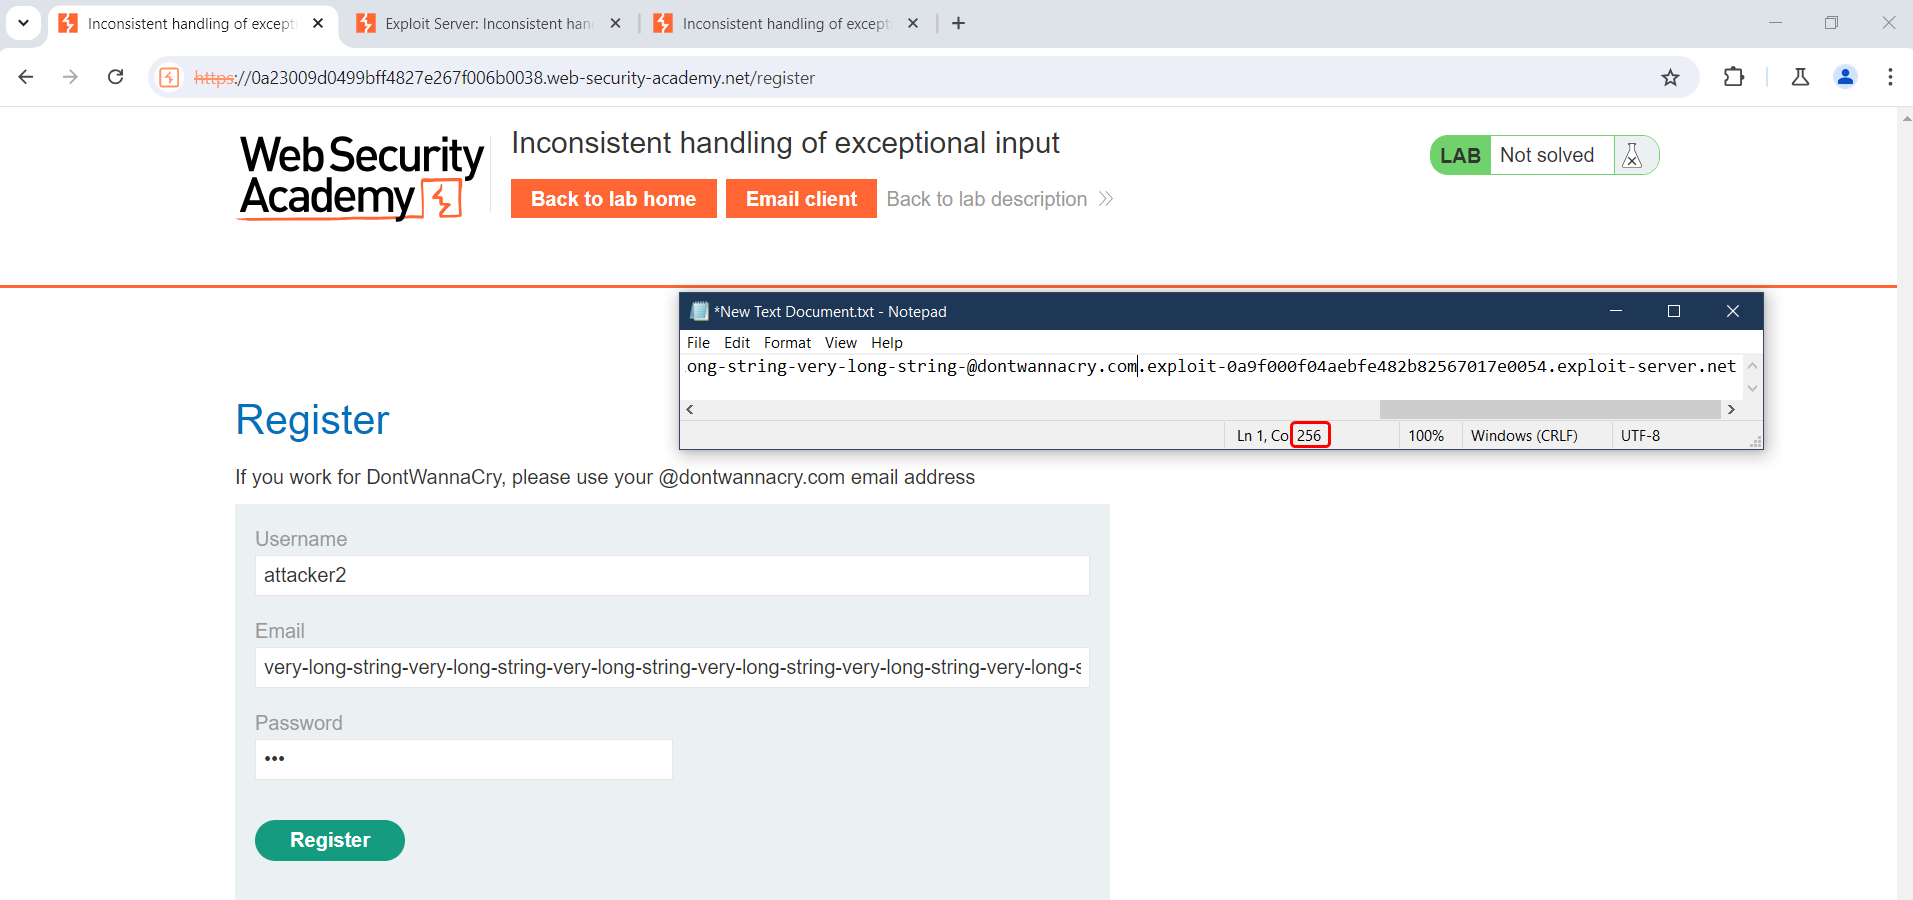 Inconsistent handling of except
Exploit Server: Inconsistent han
Inconsistent handling of except
https://0a23009d0499bff4827e267f006b0038.web-security-academy.net/register
Web Security
Academy
Inconsistent handling of exceptional input
Back to lab home
Email client
Back to lab description
LAB
Not solved
*New Text Document.txt - Notepad
File Edit Format View Help
ong-string-very-long-string-@dontwannacry.com.exploit-0a9f000f04aebfe482b82567017e0054.exploit-server.net
Ln 1, Co 256
100%
Windows (CRLF)
UTF-8
Register
If you work for DontWannaCry, please use your @dontwannacry.com email address
Username
attacker2
Email
very-long-string-very-long-string-very-long-string-very-long-string-very-long-string-very-long-s
Password
•••
Register